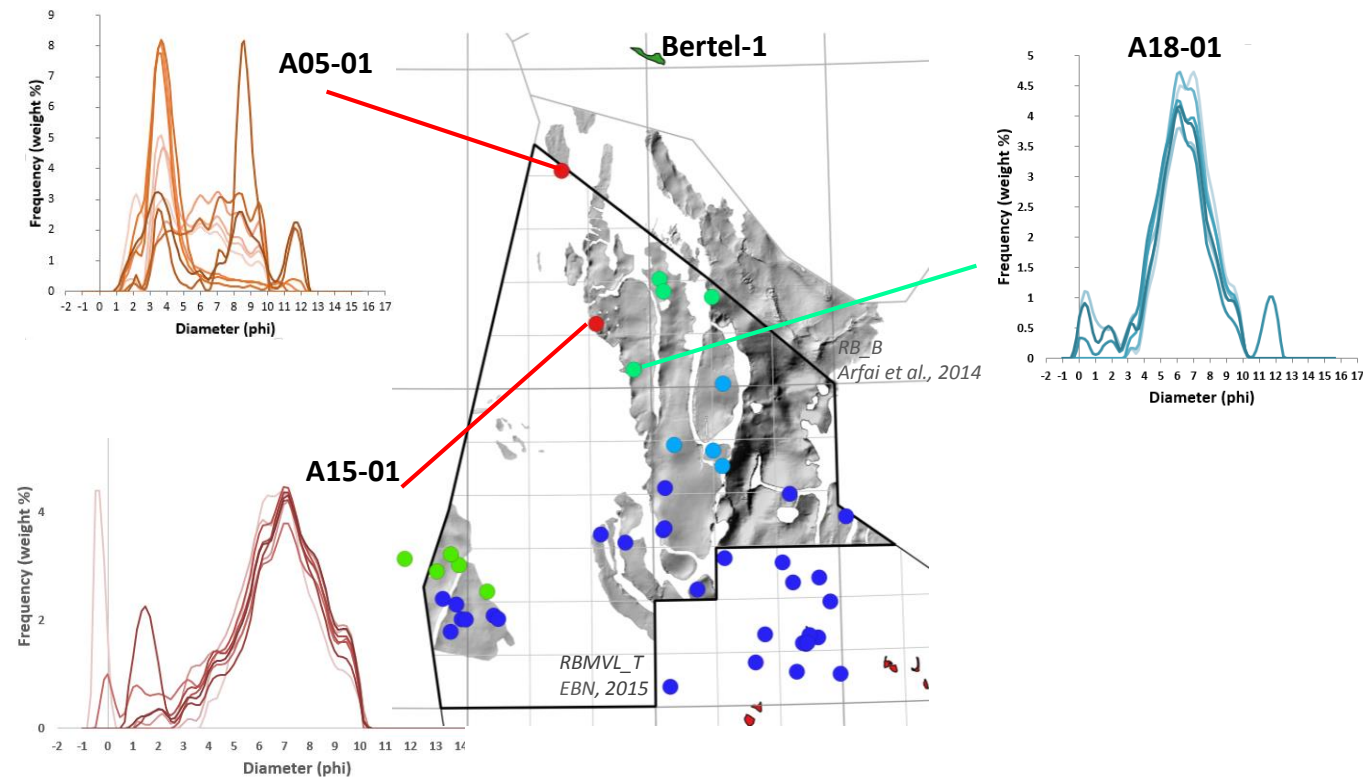 A05-01
Frequency (weight %)
9
8
7
6
5
4
3
2
1
0
-2 -1 0 1 2 3 4 5 6 7 8 9 10 11 12 13 14 15 16 17
Diameter (phi)
Bertel-1
A18-01
Frequency (weight %)
5
4.5
4
3.5
3
2.5
2
1.5
1
0.5
0
-2 -1 0 1 2 3 4 5 6 7 8 9 10 11 12 13 14 15 16 17
Diameter (phi)
RB_B
Arfai et al., 2014
A15-01
Frequency (weight %)
4
2
0
-2 -1 0 1 2 3 4 5 6 7 8 9 10 11 12 13
Diameter (phi)
RBMVL_T
EBN, 2015